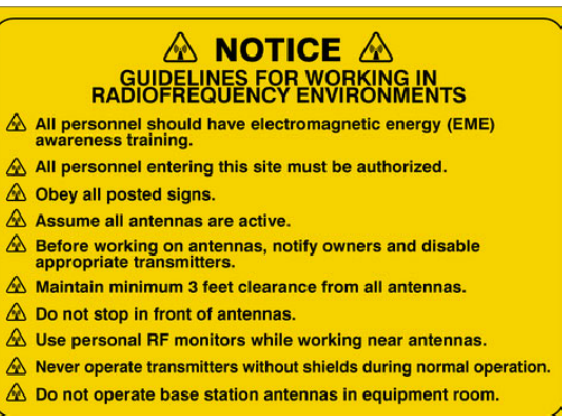 NOTICE
GUIDELINES FOR WORKING IN
RADIOFREQUENCY ENVIRONMENTS
All personnel should have electromagnetic energy (EME)
awareness training.
All personnel entering this site must be authorized.
Obey all posted signs.
Assume all antennas are active.
Before working on antennas, notify owners and disable
appropriate transmitters.
Maintain minimum 3 feet clearance from all antennas.
Do not stop in front of antennas.
Use personal RF monitors while working near antennas.
Never operate transmitters without shields during normal operation.
Do not operate base station antennas in equipment room.